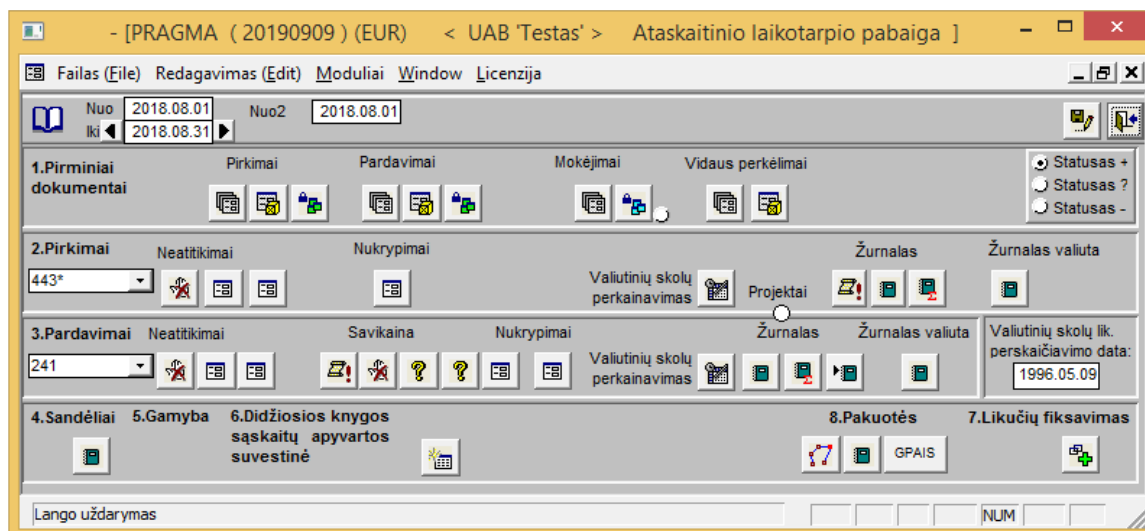 - [PRAGMA ( 20190909 ) (EUR) < UAB 'Testas' > Ataskaitinio laikotarpio pabaiga ]
Failas (File) Redagavimas (Edit) Moduliai Window Licenzija
Nuo 2018.08.01 Nuo2 2018.08.01
Iki 2018.08.31
1.Pirminiai dokumentai
Pirkimai Pardavimai Mokėjimai Vidaus perkėlimai
Statusas +
Statusas ?
Statusas -
2.Pirkimai Neatitikimai Nukrypimai Žurnalas Žurnalas valiuta
443*
Valiutinių skolų
perkainavimas
Projektai
3.Pardavimai Neatitikimai Savikaina Nukrypimai Žurnalas Žurnalas valiuta
241
Valiutinių skolų
perkainavimas
Valiutinių skolų lik.
perskaičiavimo data:
1996.05.09
4.Sandėliai 5.Gamyba 6.Didžiosios knygos
sąskaitų apyvartos
suvestinė
8.Pakuotės 7.Likučių fiksavimas
GPAIS
Lango uždarymas NUM